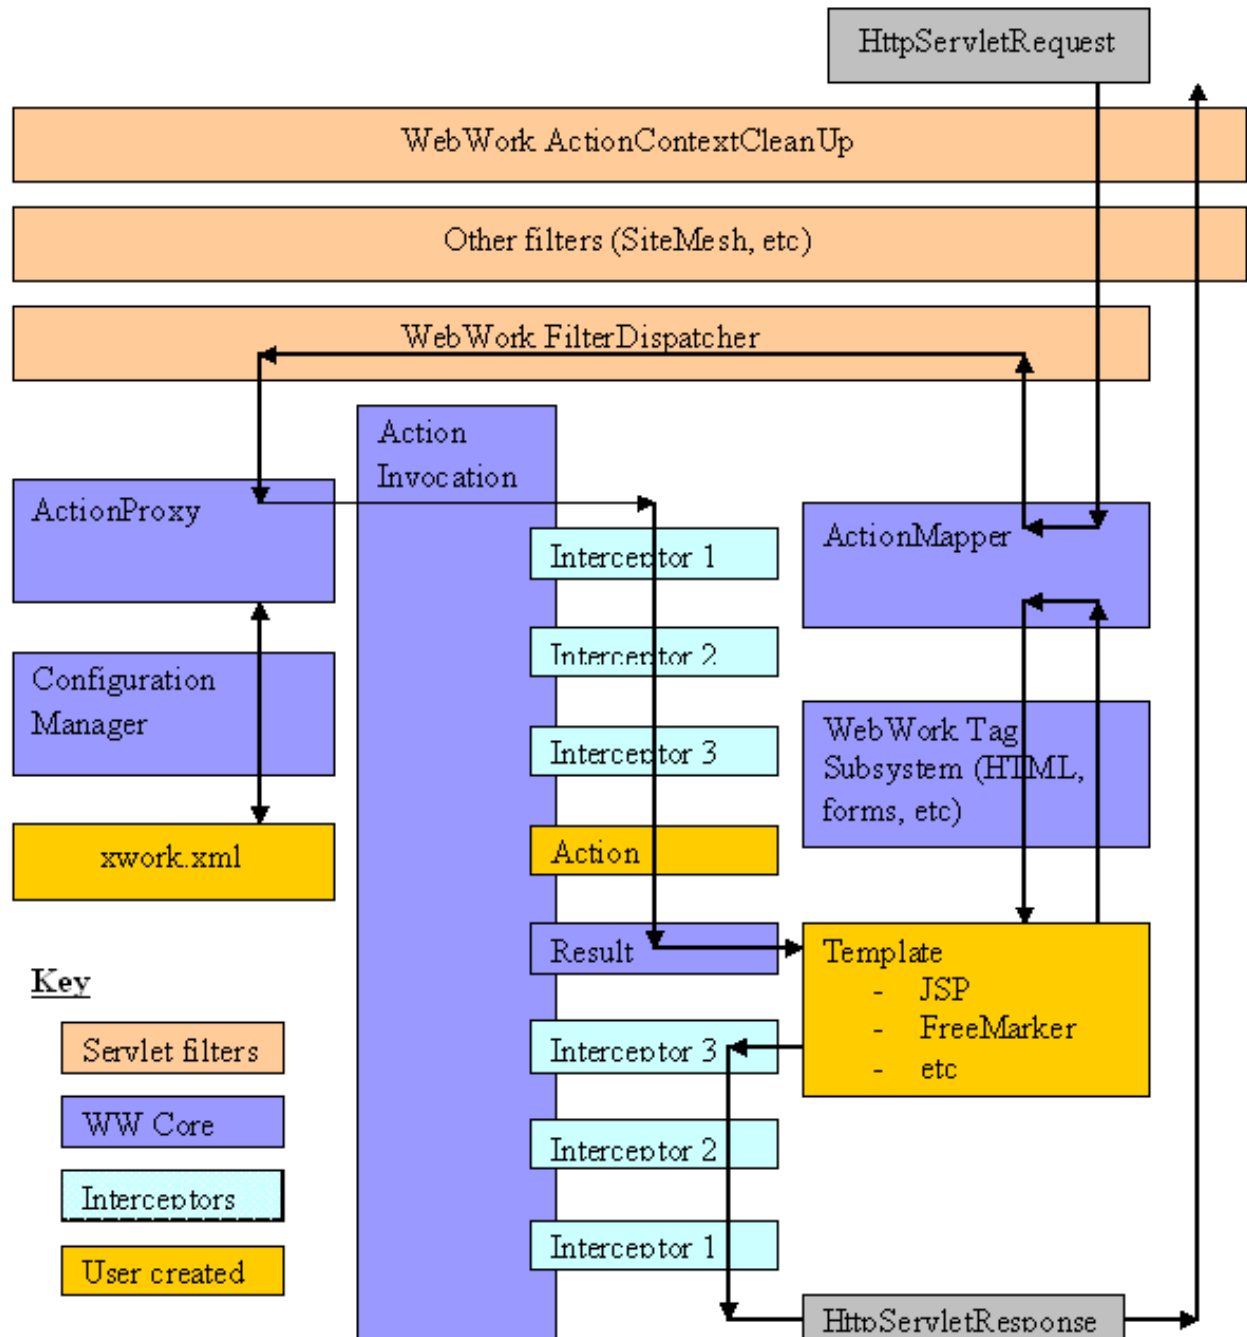 HttpServletRequest
WebWork ActionContextCleanUp
Other filters (SiteMesh, etc)
WebWork FilterDispatcher
Action
Invocation
ActionProxy
ActionMapper
Interceptor 1
Interceptor 2
Configuration
Manager
WebWork Tag
Subsystem (HTML,
forms, etc)
Interceptor 3
xwork.xml
Action
Result
Template
- JSP
- FreeMarker
- etc
Key
Servlet filters
WW Core
Interceptors
User created
Interceptor 3
Interceptor 2
Interceptor 1
HttpServletResponse